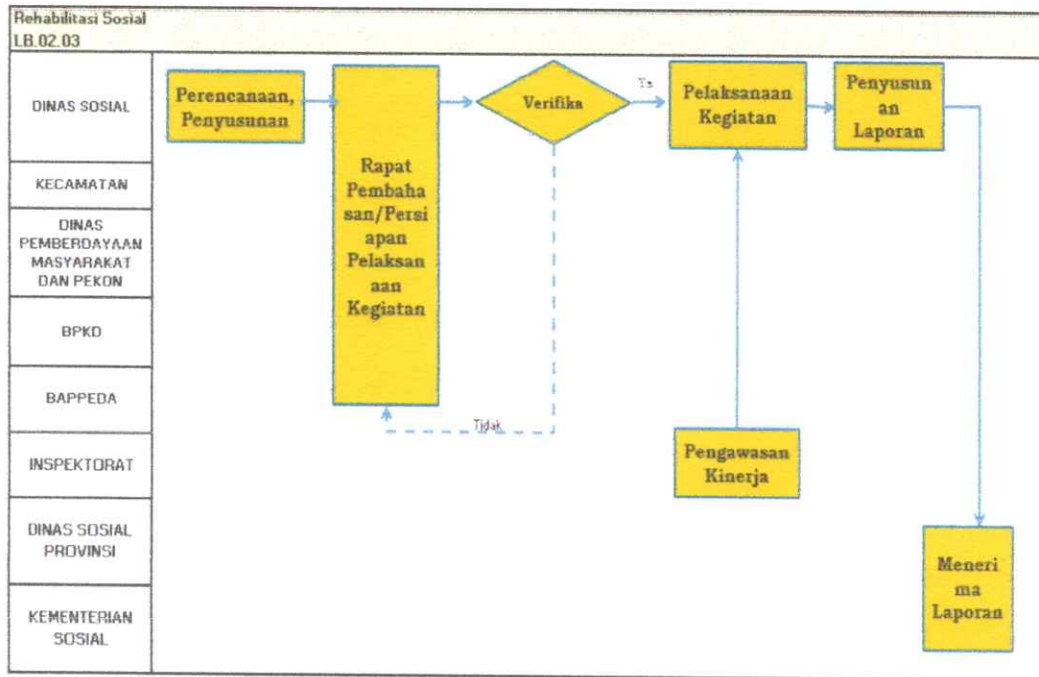 Rehabilitasi Sosial
LB.02.03
DINAS SOSIAL
Perencanaan,
Penyusunan
Rapat
Pembaha
san/Persi
apan
Pelaksan
aan
Kegiatan
Verifika
Ya
Pelaksanaan
Kegiatan
Penyusun
an
Laporan
KECAMATAN
DINAS
PEMBERDAYAAN
MASYARAKAT
DAN PEKON
BPKD
BAPPEDA
Tidak
INSPEKTORAT
Pengawasan
Kinerja
DINAS SOSIAL
PROVINSI
Meneri
ma
Laporan
KEMENTERIAN
SOSIAL